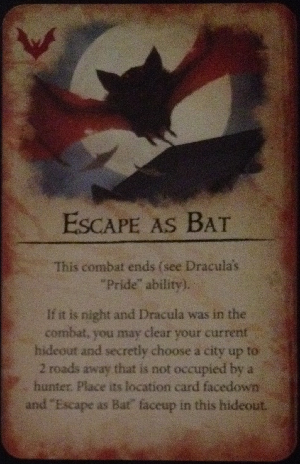 Escape as Bat
This combat ends (see Dracula's
"Pride" ability).
If it is night and Dracula was in the
combat, you may clear your current
hideout and secretly choose a city up to
2 roads away that is not occupied by a
hunter. Place its location card facedown
and "Escape as Bat" faceup in this hideout.